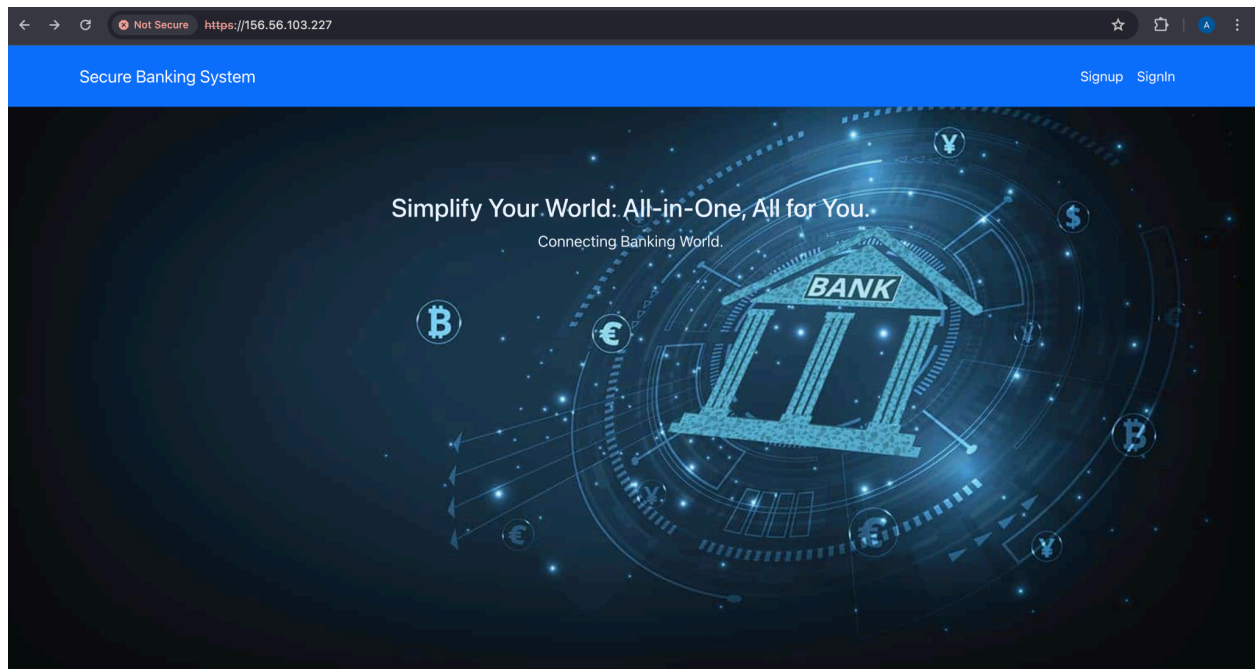 Not Secure https://156.56.103.227
A
Secure Banking System Signup SignIn
Simplify Your World: All-in-One, All for You.
Connecting Banking World.
BANK